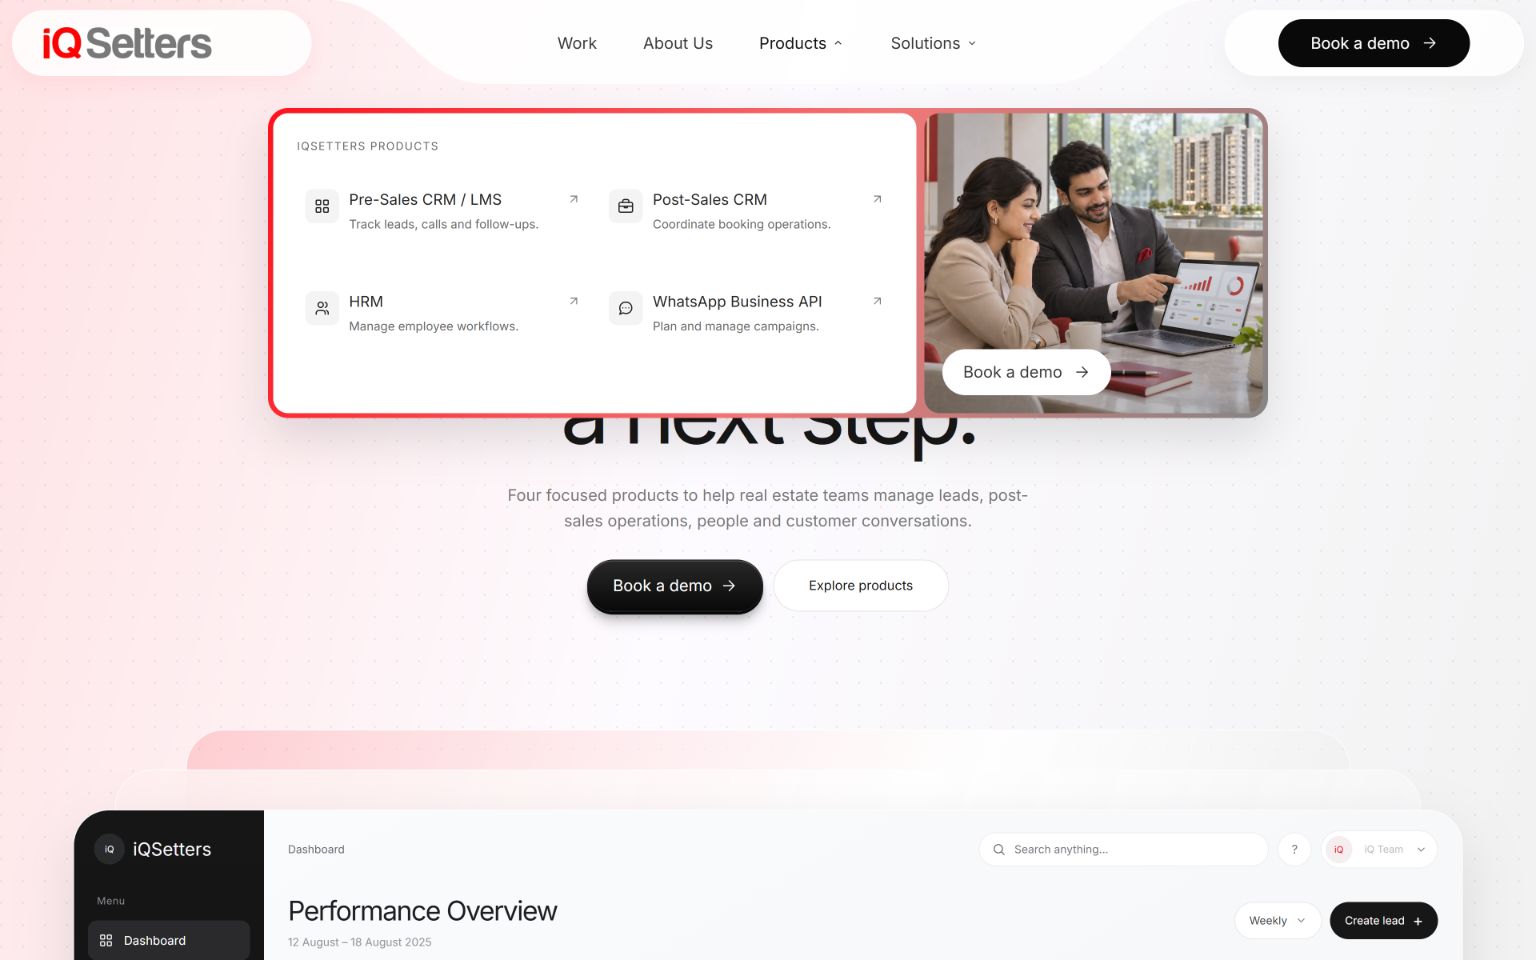 iQ Setters
Work
About Us
Products
Solutions
Book a demo
IQSETTERS PRODUCTS
Pre-Sales CRM / LMS
Track leads, calls and follow-ups.
Post-Sales CRM
Coordinate booking operations.
HRM
Manage employee workflows.
WhatsApp Business API
Plan and manage campaigns.
Book a demo
a next step.
Four focused products to help real estate teams manage leads, post-
sales operations, people and customer conversations.
Book a demo
Explore products
iQ
iQSetters
Dashboard
Search anything...
?
iQ
iQ Team
Menu
Performance Overview
Weekly
Create lead +
Dashboard
12 August – 18 August 2025